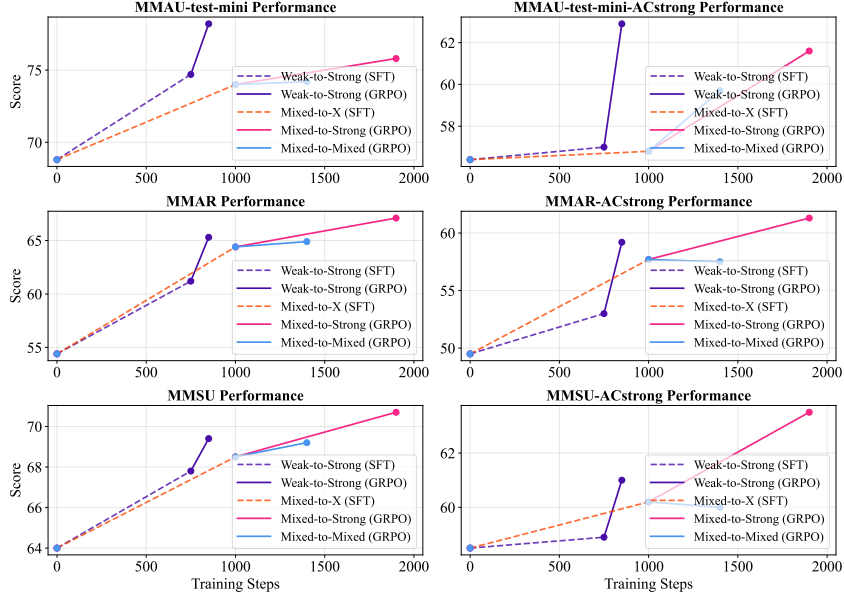 MMAU-test-mini Performance
Score
75
70
0
500
1000
1500
2000
Weak-to-Strong (SFT)
Weak-to-Strong (GRPO)
Mixed-to-X (SFT)
Mixed-to-Strong (GRPO)
Mixed-to-Mixed (GRPO)
MMAU-test-mini-ACstrong Performance
62
60
58
0
500
1000
1500
2000
Weak-to-Strong (SFT)
Weak-to-Strong (GRPO)
Mixed-to-X (SFT)
Mixed-to-Strong (GRPO)
Mixed-to-Mixed (GRPO)
MMAR Performance
Score
65
60
55
0
500
1000
1500
2000
Weak-to-Strong (SFT)
Weak-to-Strong (GRPO)
Mixed-to-X (SFT)
Mixed-to-Strong (GRPO)
Mixed-to-Mixed (GRPO)
MMAR-ACstrong Performance
60
55
50
0
500
1000
1500
2000
Weak-to-Strong (SFT)
Weak-to-Strong (GRPO)
Mixed-to-X (SFT)
Mixed-to-Strong (GRPO)
Mixed-to-Mixed (GRPO)
MMSU Performance
Score
70
68
66
64
0
500
1000
1500
2000
Training Steps
Weak-to-Strong (SFT)
Weak-to-Strong (GRPO)
Mixed-to-X (SFT)
Mixed-to-Strong (GRPO)
Mixed-to-Mixed (GRPO)
MMSU-ACstrong Performance
62
60
0
500
1000
1500
2000
Training Steps
Weak-to-Strong (SFT)
Weak-to-Strong (GRPO)
Mixed-to-X (SFT)
Mixed-to-Strong (GRPO)
Mixed-to-Mixed (GRPO)